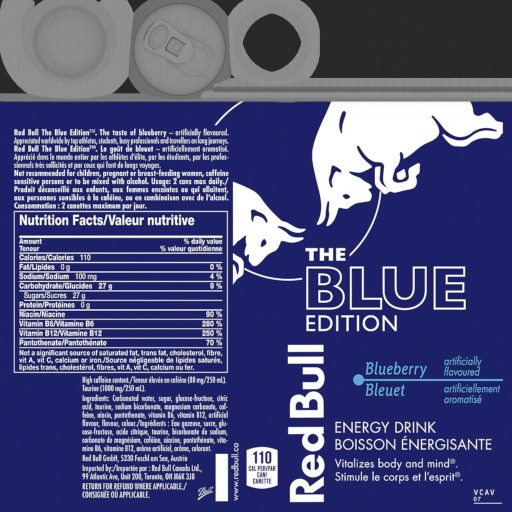 Red Bull The Blue Edition™. The taste of blueberry – artificially flavoured.
Appreciated worldwide by top athletes, students, busy professionals and travellers on long journeys.
Red Bull The Blue Edition™. Le goût de bleuet – artificiellement aromatisé.
Apprécié dans le monde entier par les athlètes d'élite, par les étudiants, par les profes-
sionnels très sollicités et par ceux qui font de longs voyages.
Not recommended for children, pregnant or breast-feeding women, caffeine
sensitive persons or to be mixed with alcohol. Usage: 2 cans max daily./
Produit déconseillé aux enfants, aux femmes enceintes ou qui allaitent,
aux personnes sensibles à la caféine, ou en combinaison avec de l'alcool.
Consommation : 2 canettes maximum par jour.
Nutrition Facts/Valeur nutritive
Amount % daily value
Teneur % valeur quotidienne
Calories/Calories 110
Fat/Lipides 0 g 0 %
Sodium/Sodium 100 mg 4 %
Carbohydrate/Glucides 27 g 9 %
Sugars/Sucres 27 g
Protein/Protéines 0 g
Niacin/Niacine 90 %
Vitamin B6/Vitamine B6 280 %
Vitamin B12/Vitamine B12 250 %
Pantothenate/Pantothénate 70 %
Not a significant source of saturated fat, trans fat, cholesterol, fibre,
vit A, vit C, calcium or iron./Source négligeable de lipides saturés,
lipides trans, cholestérol, fibres, vit A, vit C, calcium ou fer.
High caffeine content./Teneur élevée en caféine (80 mg/250 mL).
Taurine (1000 mg/250 mL).
Ingredients: Carbonated water, sugar, glucose-fructose, citric
acid, taurine, sodium bicarbonate, magnesium carbonate, caf-
feine, niacin, pantothenate, vitamin B6, vitamin B12, artificial
flavour, flavour, colour./Ingrédients : Eau gazeuse, sucre, glu-
cose-fructose, acide citrique, taurine, bicarbonate de sodium,
carbonate de magnésium, caféine, niacine, pantothénate, vita-
mine B6, vitamine B12, arôme artificiel, arôme, colorant.
Red Bull GmbH, 5330 Fuschl am See, Austria
Imported by:/Importée par : Red Bull Canada Ltd.,
99 Atlantic Ave, Unit 200, Toronto, ON M6K 3J8
RETURN FOR REFUND WHERE APPLICABLE./
CONSIGNÉE OÙ APPLICABLE.
www.redbull.ca
110
CAL PER/PAR
CAN/
CANETTE
Red Bull
THE
BLUE
EDITION
Blueberry artificially
flavoured
Bleuet artificiellement
aromatisé
ENERGY DRINK
BOISSON ÉNERGISANTE
Vitalizes body and mind®.
Stimule le corps et l'esprit®.
VCAV
07